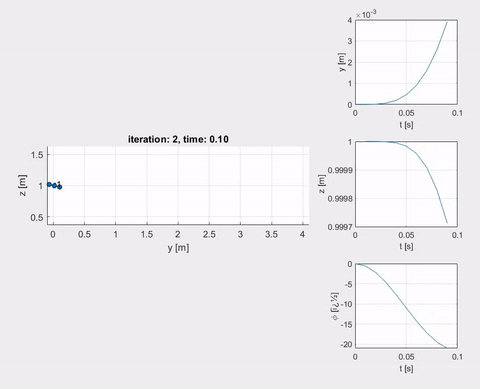 iteration: 2, time: 0.10
z [m]
1.5
1
0.5
1
0 0.5 1 1.5 2 2.5 3 3.5 4
y [m]
×10⁻³
y [m]
4
3
2
1
0
0 0.05 0.1
t [s]
z [m]
1
0.9999
0.9998
0.9997
0 0.05 0.1
t [s]
ϕ [ï¿½]
0
-5
-10
-15
-20
0 0.05 0.1
t [s]